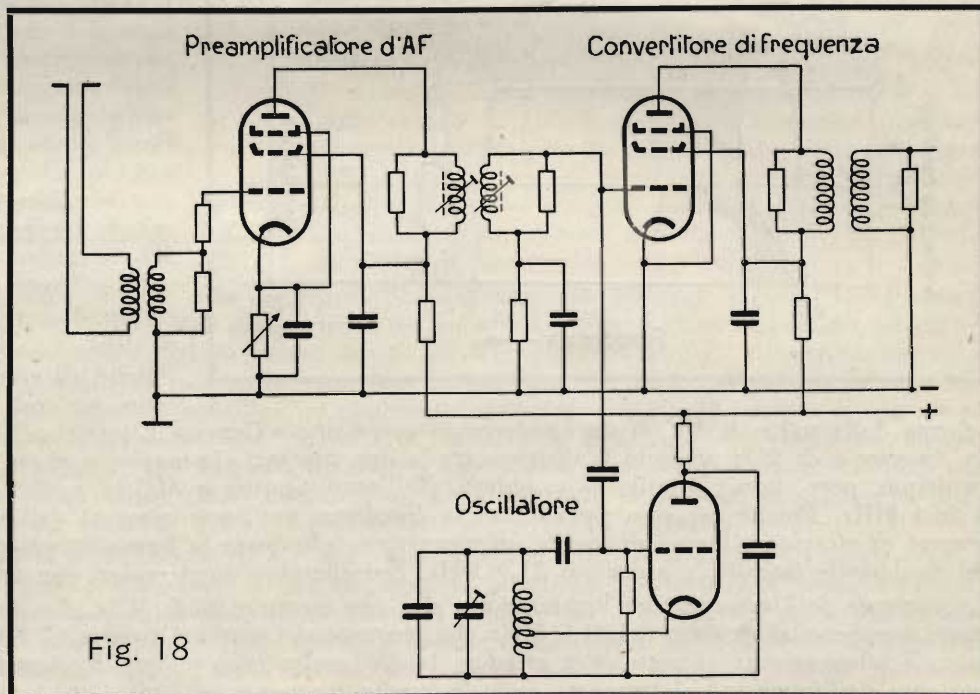 Preamplificatore d'AF
Convertitore di frequenza
−
+
Oscillatore
Fig. 18